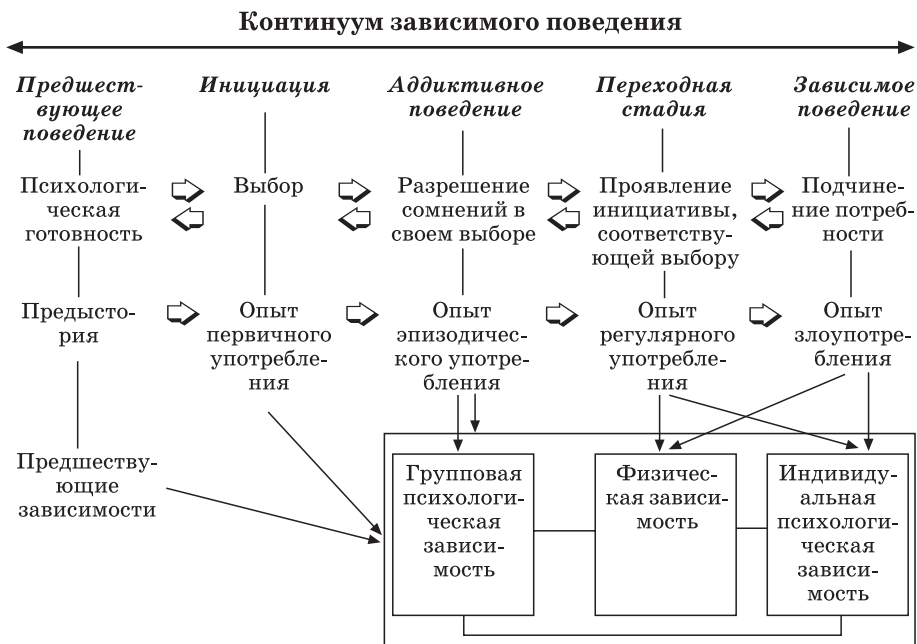 Континуум зависимого поведения
Предшест-
вующее
поведение
Инициация
Аддиктивное
поведение
Переходная
стадия
Зависимое
поведение
Психологи-
ческая
готовность
Выбор
Разрешение
сомнений в
своем выборе
Проявление
инициативы,
соответству-
ющей выбору
Подчине-
ние потреб-
ности
Предысто-
рия
Опыт
первичного
употребле-
ния
Опыт
эпизодичес-
кого употре-
бления
Опыт
регулярного
употребле-
ния
Опыт
злоупотре-
бления
Предшеству-
ющие
зависимости
Групповая
психологи-
ческая
зависи-
мость
Физичес-
кая зависи-
мость
Индивиду-
альная
психологи-
ческая
зависи-
мость